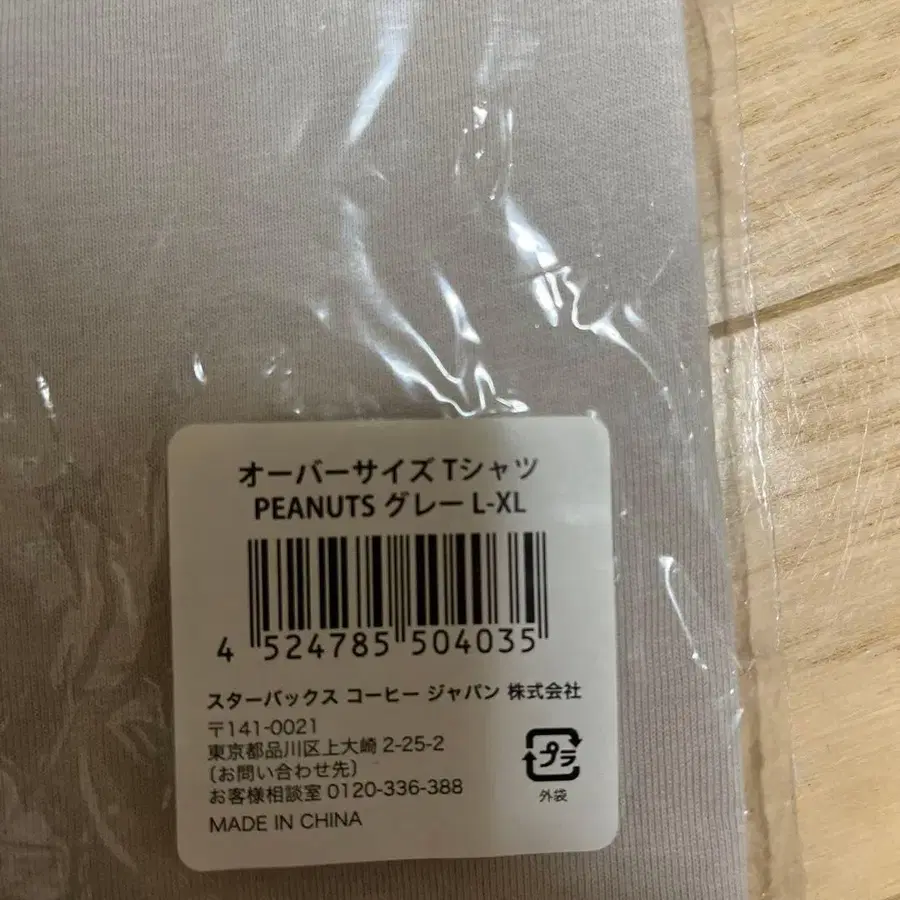 オーバーサイズ Tシャツ
PEANUTS グレー L-XL
4 524785 504035
スターバックス コーヒー ジャパン 株式会社
〒141-0021
東京都品川区上大崎 2-25-2
〔お問い合わせ先〕
お客様相談室 0120-336-388
プラ
外袋
MADE IN CHINA